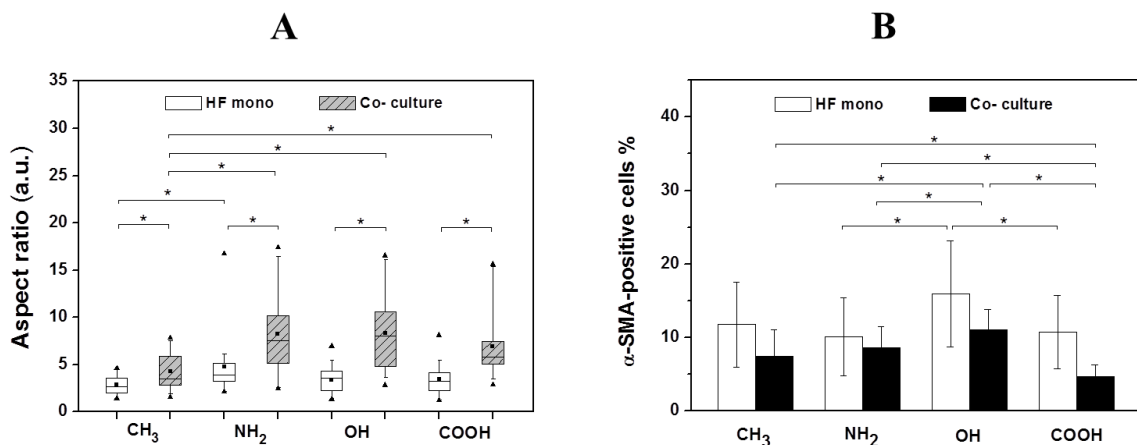 A
Aspect ratio (a.u.)
35
30
25
20
15
10
5
0
HF mono
Co- culture
*
*
*
*
*
*
*
*
CH₃
NH₂
OH
COOH
B
α-SMA-positive cells %
40
30
20
10
0
HF mono
Co- culture
*
*
*
*
*
*
*
CH₃
NH₂
OH
COOH